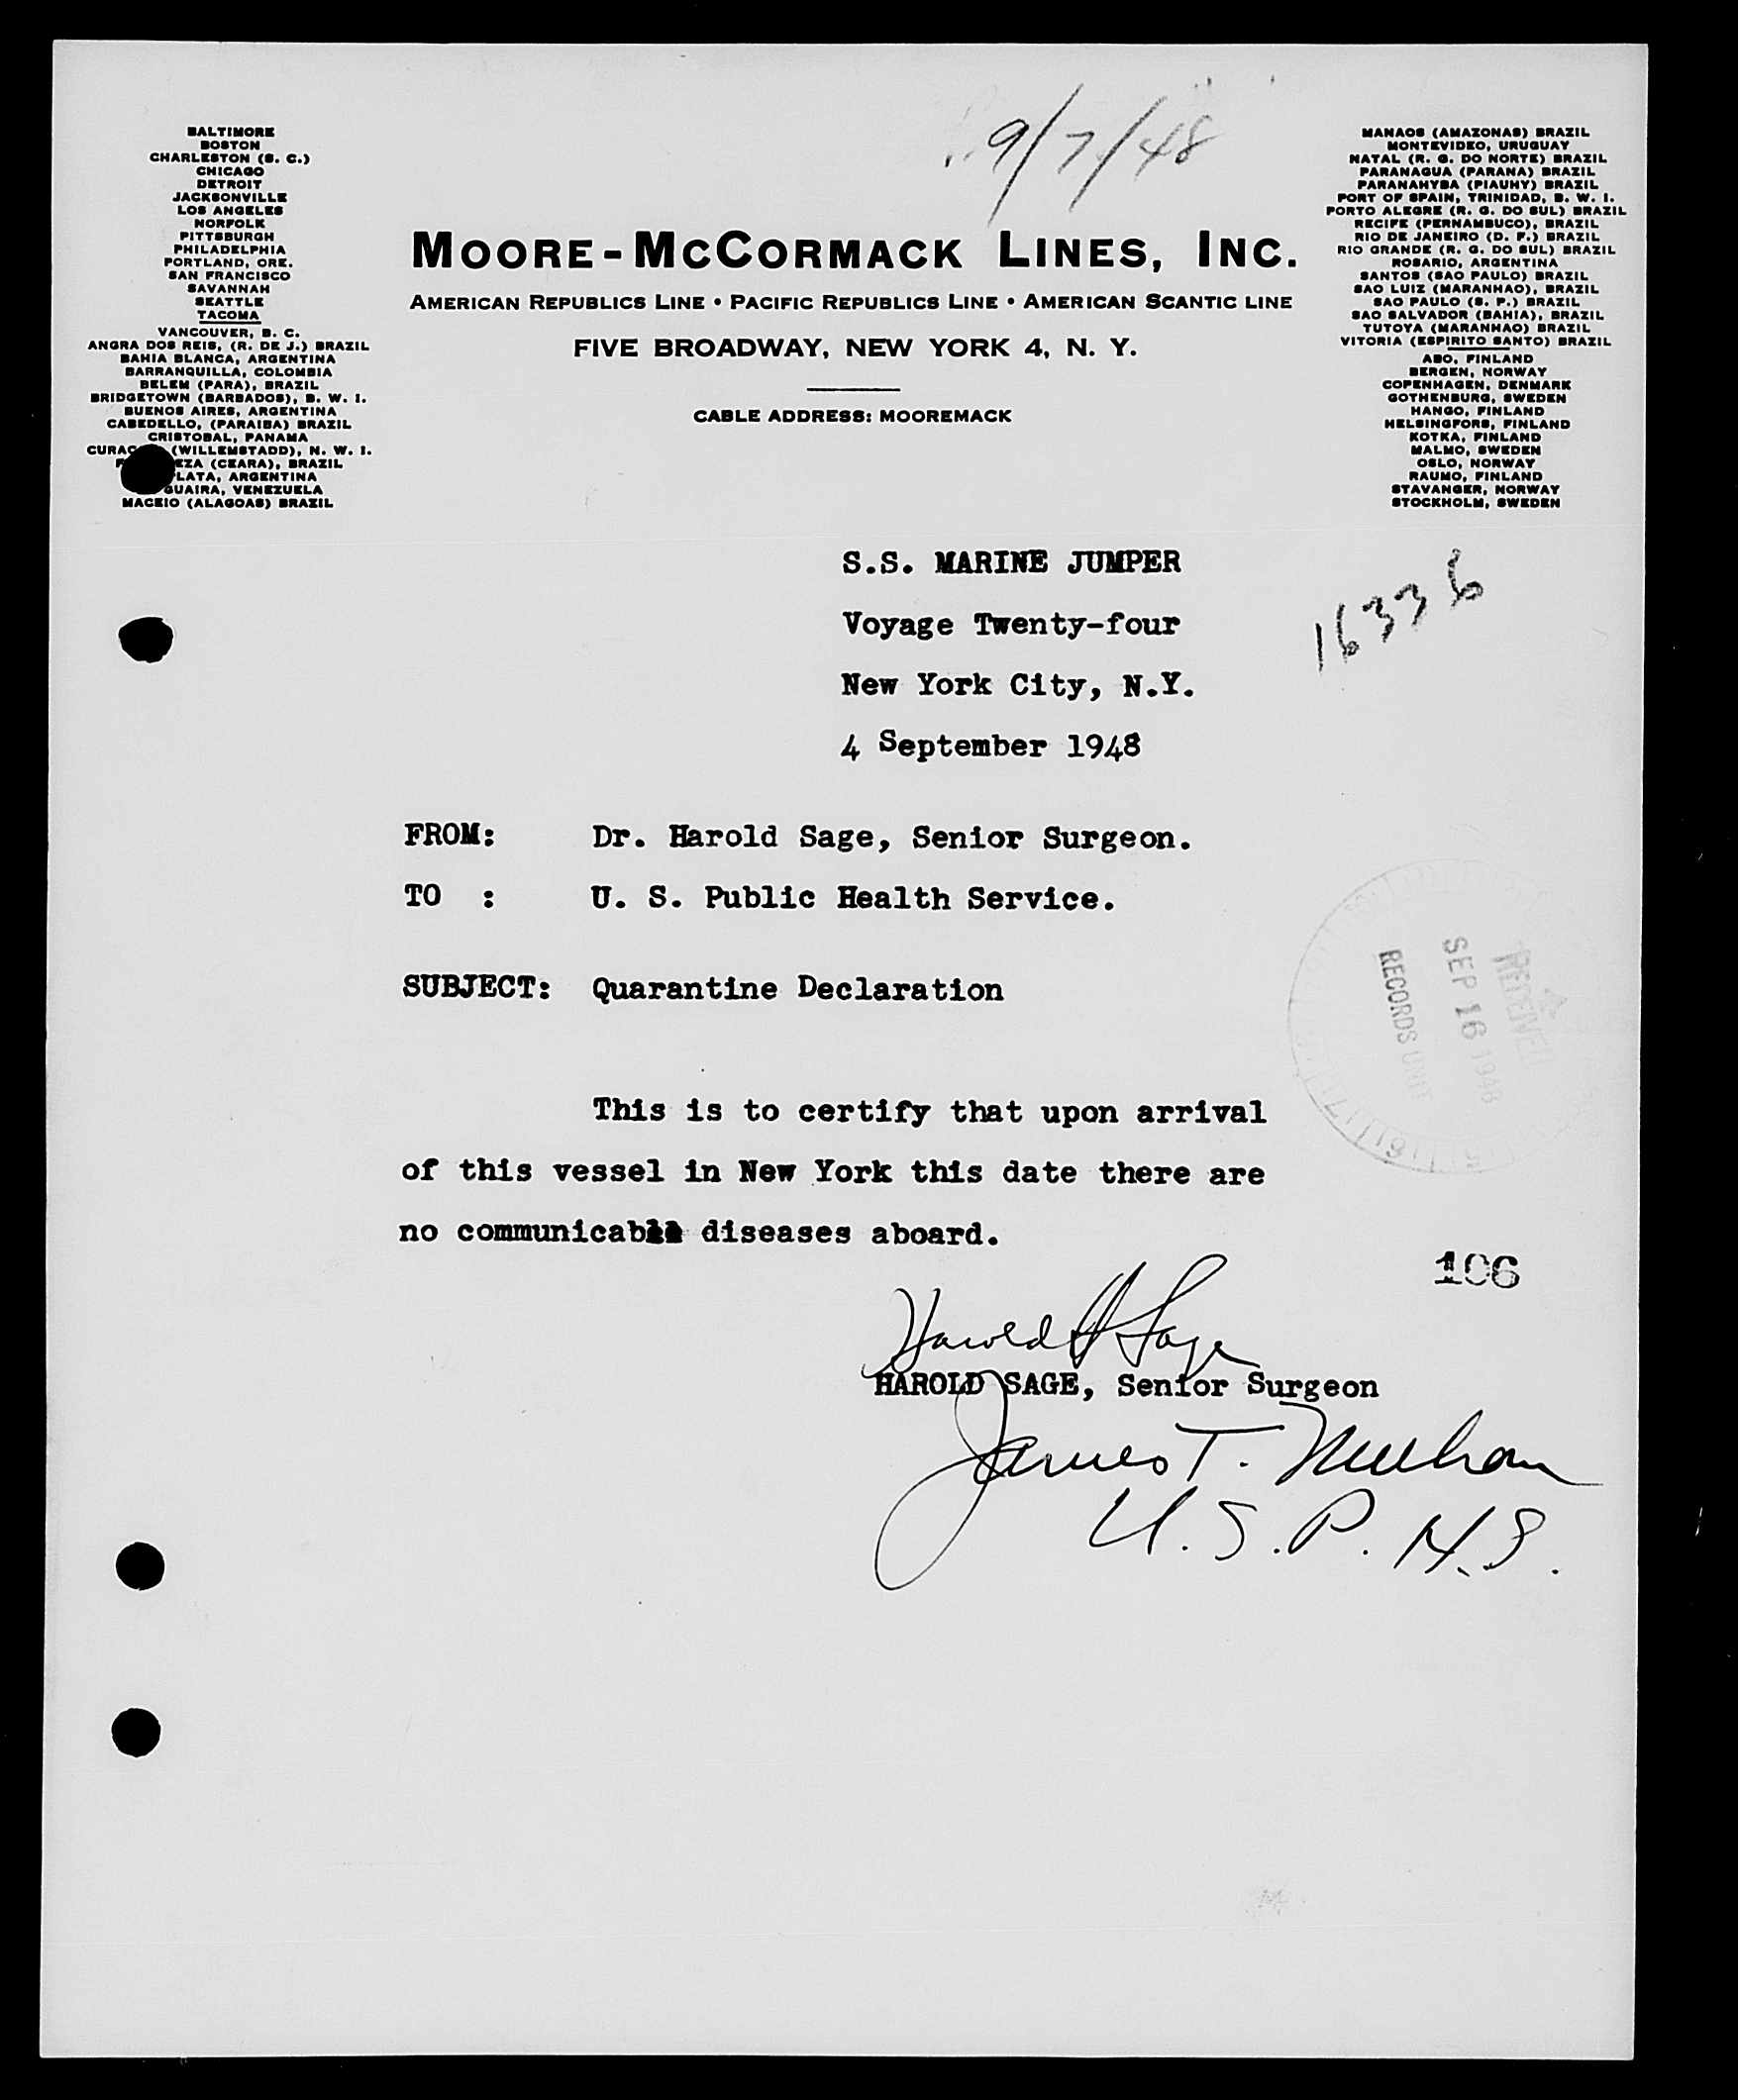 9/7/48
BALTIMORE
BOSTON
CHARLESTON (S. C.)
CHICAGO
DETROIT
JACKSONVILLE
LOS ANGELES
NORFOLK
PITTSBURGH
PHILADELPHIA
PORTLAND, ORE.
SAN FRANCISCO
SAVANNAH
SEATTLE
TACOMA
VANCOUVER, B. C.
ANGRA DOS REIS, (R. DE J.) BRAZIL
BAHIA BLANCA, ARGENTINA
BARRANQUILLA, COLOMBIA
BELEM (PARA), BRAZIL
BRIDGETOWN (BARBADOS), B. W. I.
BUENOS AIRES, ARGENTINA
CABEDELLO, (PARAIBA) BRAZIL
CRISTOBAL, PANAMA
(WILLEMSTADD), N. W. I.
(CEARA), BRAZIL
LATA, ARGENTINA
GUAIRA, VENEZUELA
MACEIO (ALAGOAS) BRAZIL
MOORE-MCCORMACK LINES, INC.
AMERICAN REPUBLICS LINE • PACIFIC REPUBLICS LINE • AMERICAN SCANTIC LINE
FIVE BROADWAY, NEW YORK 4, N. Y.
CABLE ADDRESS: MOOREMACK
MANAOS (AMAZONAS) BRAZIL
MONTEVIDEO, URUGUAY
NATAL (R. G. DO NORTE) BRAZIL
PARANAGUA (PARANA) BRAZIL
PARANAHYBA (PIAUHY) BRAZIL
PORT OF SPAIN, TRINIDAD, B. W. I.
PORTO ALEGRE (R. G. DO SUL) BRAZIL
RECIFE (PERNAMBUCO), BRAZIL
RIO DE JANEIRO (D. F.) BRAZIL
RIO GRANDE (R. G. DO SUL) BRAZIL
ROSARIO, ARGENTINA
SANTOS (SAO PAULO) BRAZIL
SAO LUIZ (MARANHAO), BRAZIL
SAO PAULO (S. P.) BRAZIL
SAO SALVADOR (BAHIA), BRAZIL
TUTOYA (MARANHAO) BRAZIL
VITORIA (ESPIRITO SANTO) BRAZIL
ABO, FINLAND
BERGEN, NORWAY
COPENHAGEN, DENMARK
GOTHENBURG, SWEDEN
HANGO, FINLAND
HELSINGFORS, FINLAND
KOTKA, FINLAND
MALMO, SWEDEN
OSLO, NORWAY
RAUMO, FINLAND
STAVANGER, NORWAY
STOCKHOLM, SWEDEN
S.S. MARINE JUMPER
16336
Voyage Twenty-four
New York City, N.Y.
4 September 1948
FROM: Dr. Harold Sage, Senior Surgeon.
TO : U. S. Public Health Service.
SUBJECT: Quarantine Declaration
RECEIVED
SEP 16 1948
RECORDS UNIT
This is to certify that upon arrival
of this vessel in New York this date there are
no communicable diseases aboard.
106
Harold H Sage
HAROLD SAGE, Senior Surgeon
James T. Meehan
U.S.P.H.S.